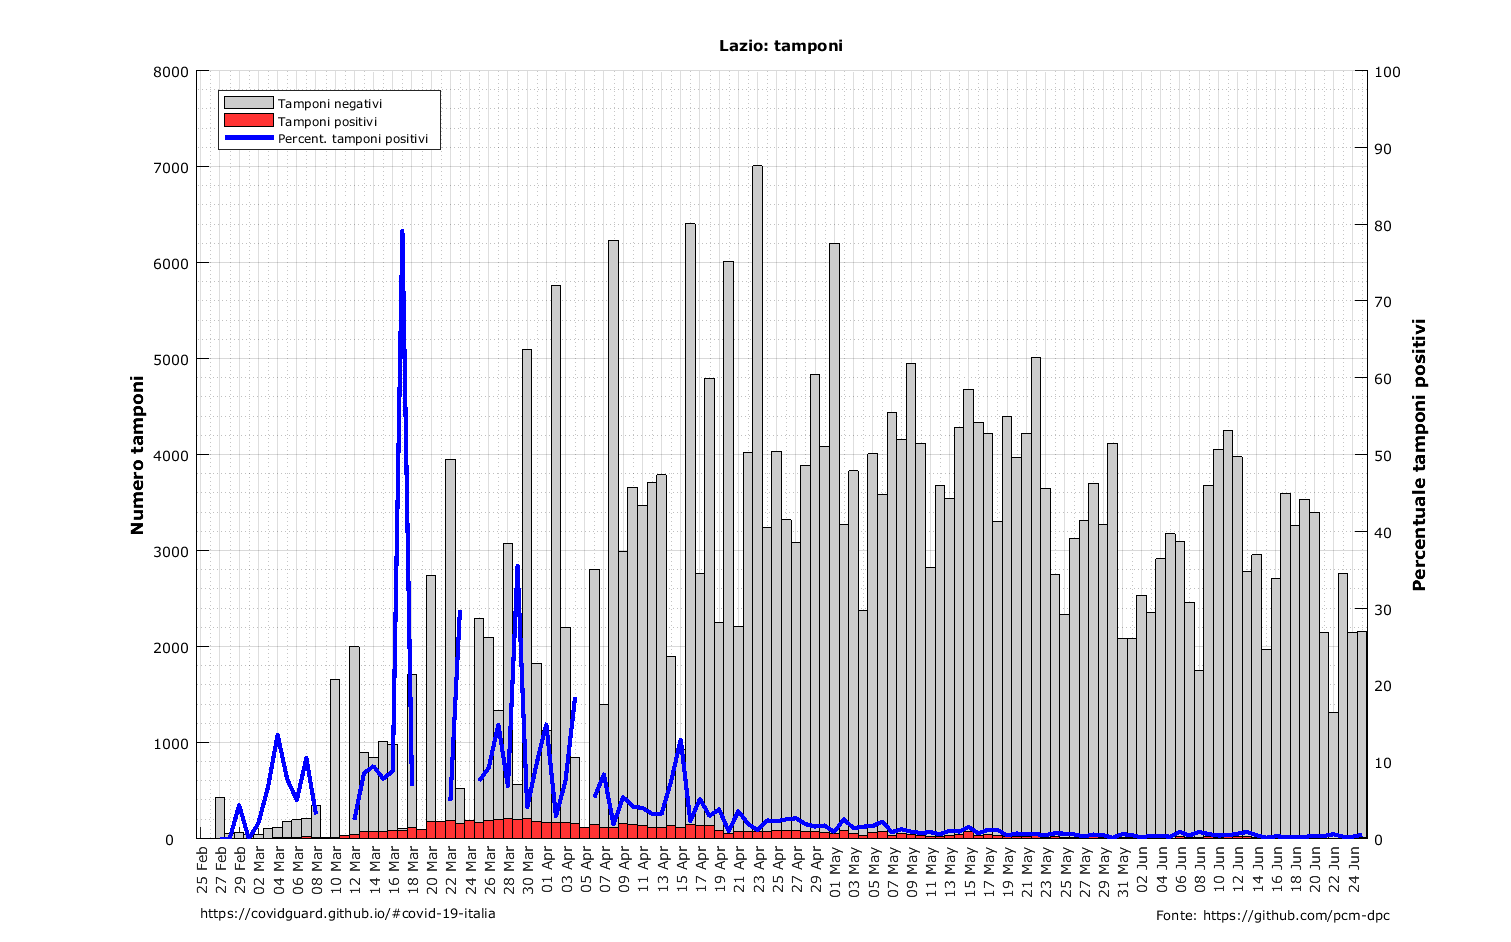 Lazio: tamponi
8000
7000
6000
5000
4000
3000
2000
1000
0
Numero tamponi
Tamponi negativi
Tamponi positivi
Percent. tamponi positivi
100
90
80
70
60
50
40
30
20
10
0
Percentuale tamponi positivi
25 Feb
27 Feb
29 Feb
02 Mar
04 Mar
06 Mar
08 Mar
10 Mar
12 Mar
14 Mar
16 Mar
18 Mar
20 Mar
22 Mar
24 Mar
26 Mar
28 Mar
30 Mar
01 Apr
03 Apr
05 Apr
07 Apr
09 Apr
11 Apr
13 Apr
15 Apr
17 Apr
19 Apr
21 Apr
23 Apr
25 Apr
27 Apr
29 Apr
01 May
03 May
05 May
07 May
09 May
11 May
13 May
15 May
17 May
19 May
21 May
23 May
25 May
27 May
29 May
31 May
02 Jun
04 Jun
06 Jun
08 Jun
10 Jun
12 Jun
14 Jun
16 Jun
18 Jun
20 Jun
22 Jun
24 Jun
https://covidguard.github.io/#covid-19-italia
Fonte: https://github.com/pcm-dpc